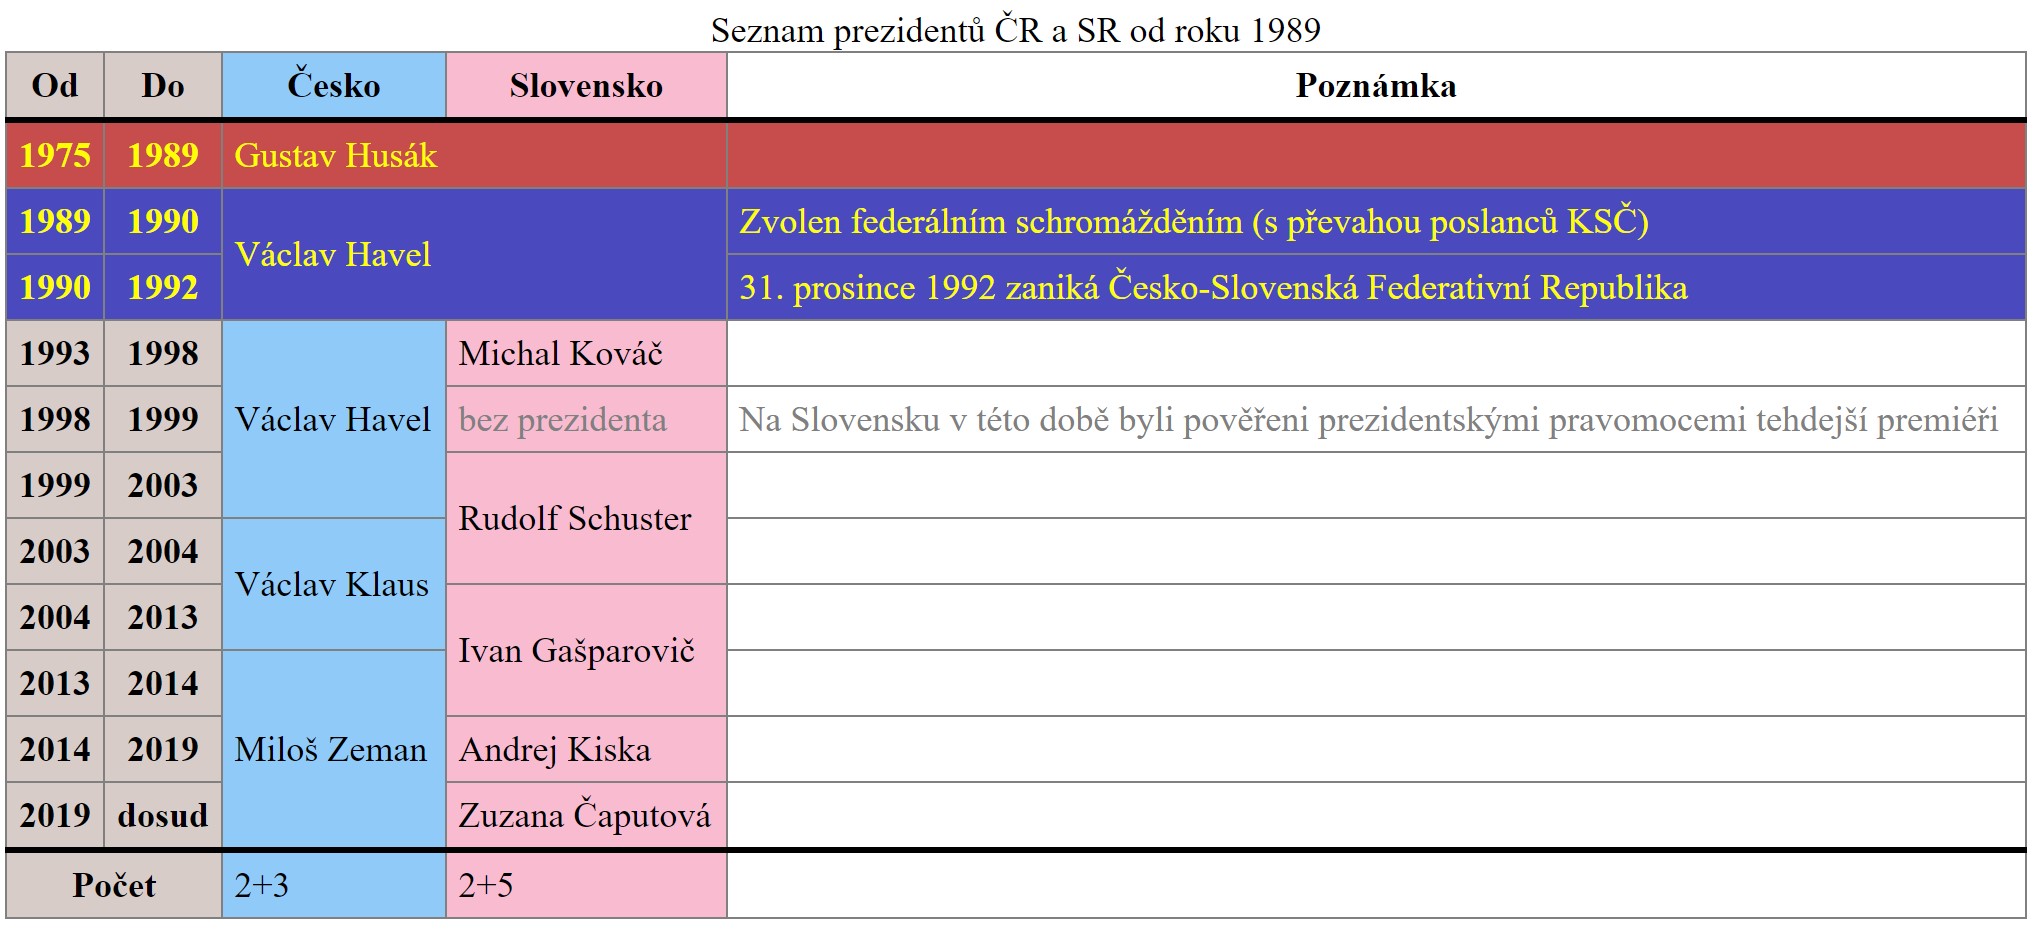 Seznam prezidentů ČR a SR od roku 1989
Od Do Česko Slovensko Poznámka
1975 1989 Gustav Husák
1989 1990 Václav Havel Zvolen federálním schromážděním (s převahou poslanců KSČ)
1990 1992 31. prosince 1992 zaniká Česko-Slovenská Federativní Republika
1993 1998 Michal Kováč
1998 1999 Václav Havel bez prezidenta Na Slovensku v této době byli pověřeni prezidentskými pravomocemi tehdejší premiéři
1999 2003 Rudolf Schuster
2003 2004 Václav Klaus
2004 2013 Ivan Gašparovič
2013 2014
2014 2019 Miloš Zeman Andrej Kiska
2019 dosud Zuzana Čaputová
Počet 2+3 2+5